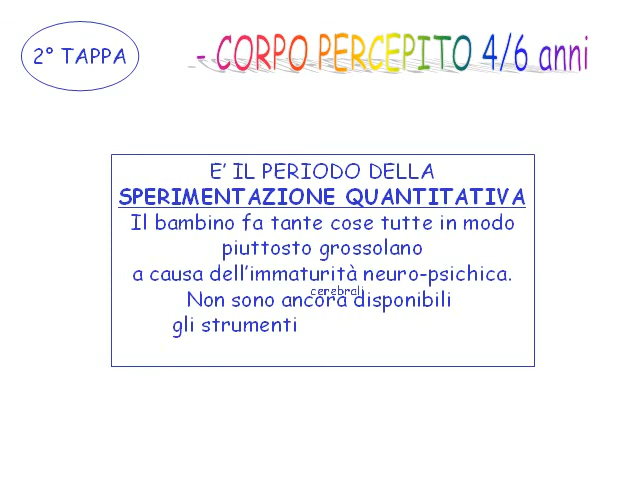 2° TAPPA
- CORPO PERCEPITO 4/6 anni
E’ IL PERIODO DELLA
SPERIMENTAZIONE QUANTITATIVA
Il bambino fa tante cose tutte in modo
piuttosto grossolano
a causa dell’immaturità neuro-psichica.
Non sono ancora disponibili
gli strumenti
cerebrali